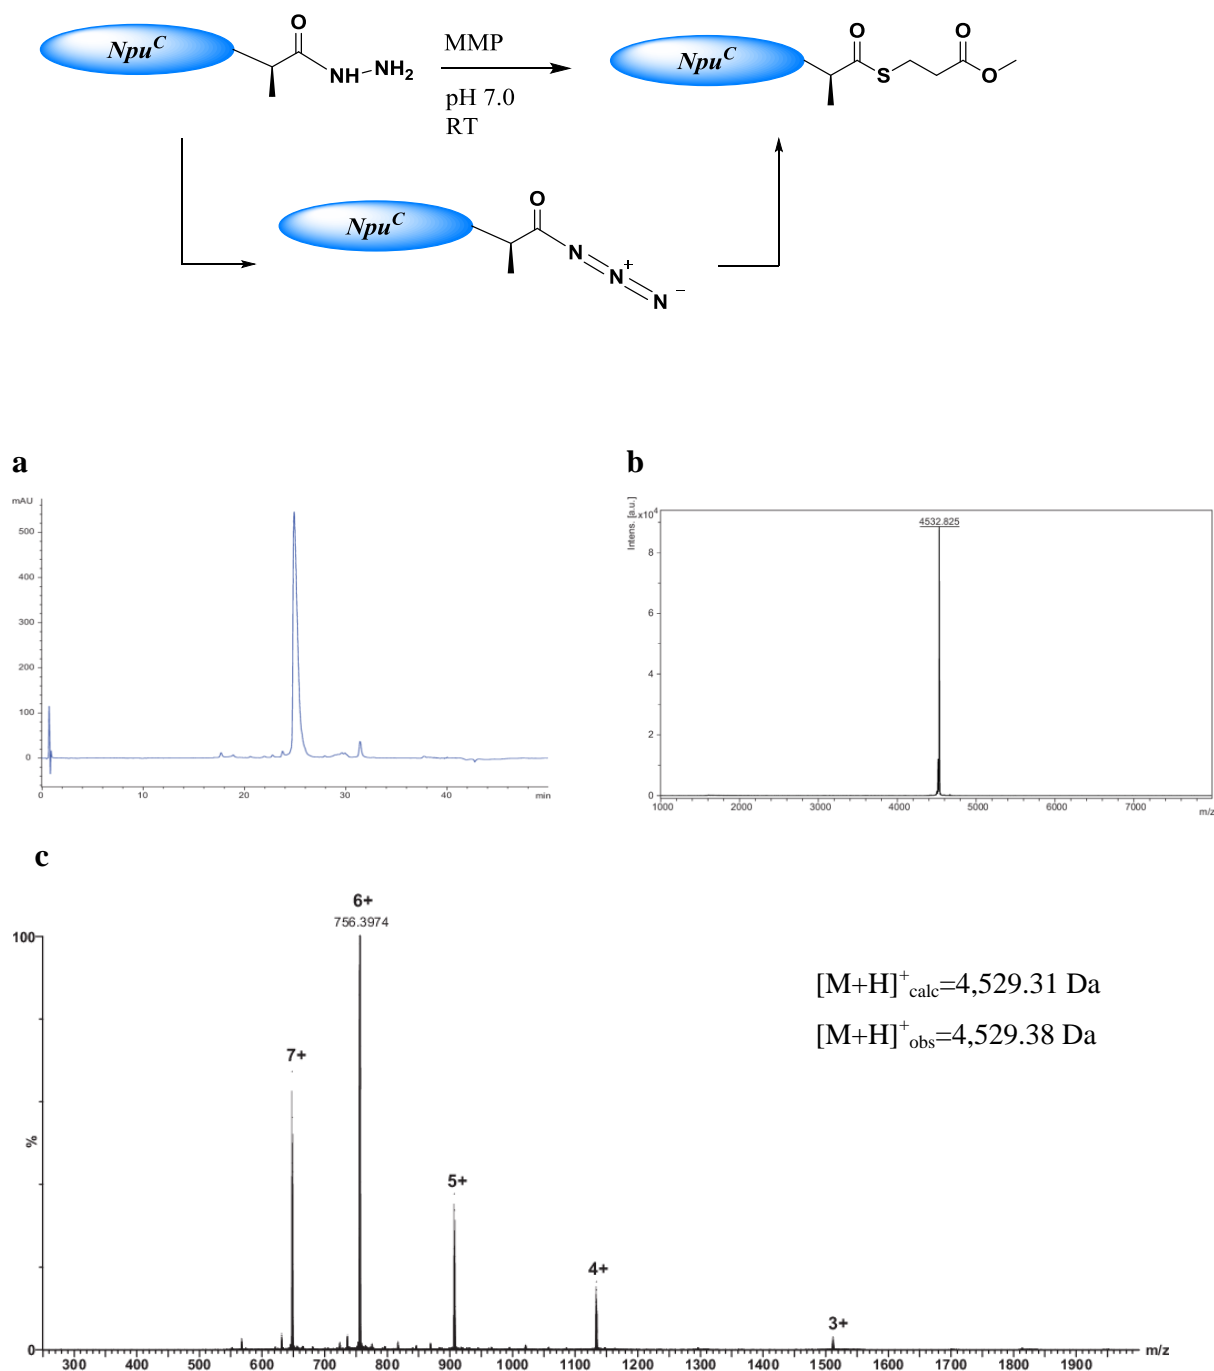 Npu^C
O
NH
NH2
MMP
pH 7.0
RT
Npu^C
O
S
O
O
Npu^C
O
N
N
+
N
−
a
b
mAU
500
400
300
200
100
0
0 10 20 30 40 min
Intens. [a.u.]
x10^4
4532.825
8
6
4
2
0
1000 2000 3000 4000 5000 6000 7000
m/z
c
6+
756.3974
100
7+
5+
4+
3+
%
0
[M+H]^+calc=4,529.31 Da
[M+H]^+obs=4,529.38 Da
300 400 500 600 700 800 900 1000 1100 1200 1300 1400 1500 1600 1700 1800 1900 m/z